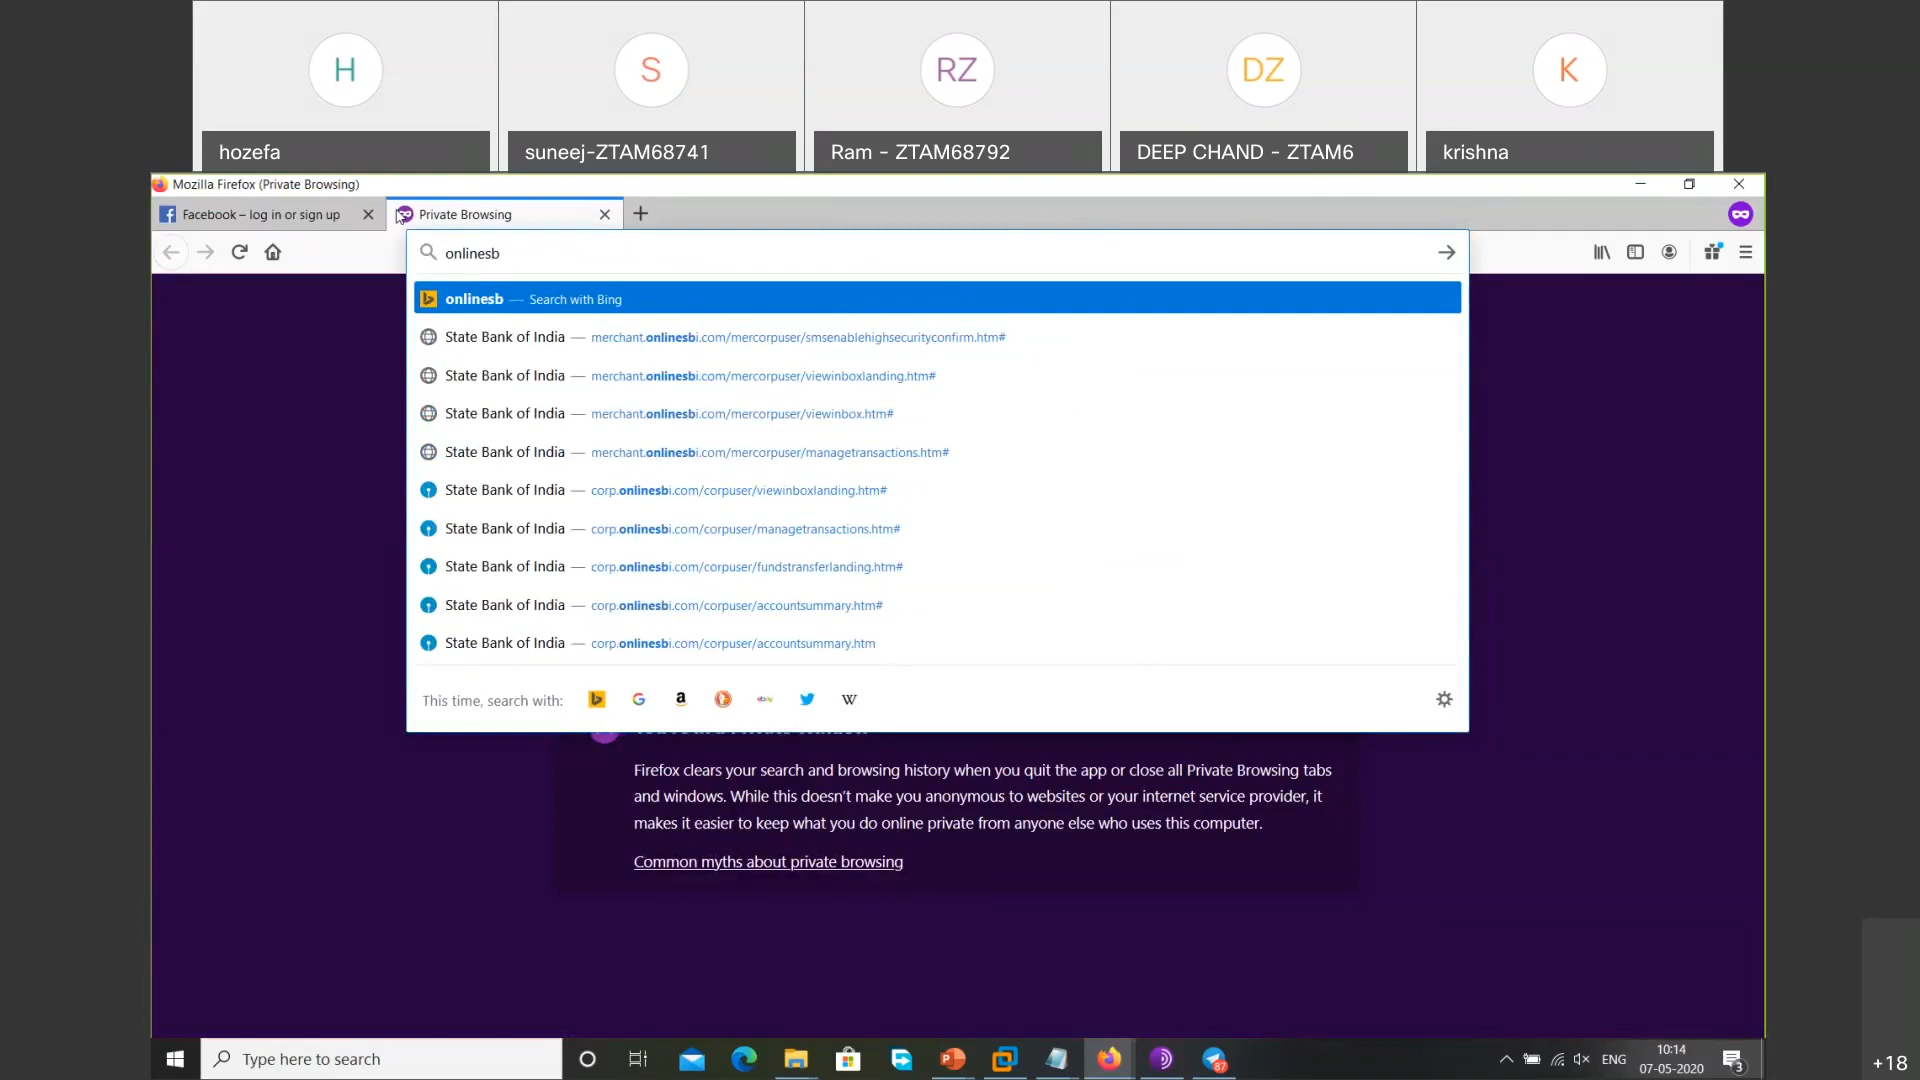 H
S
RZ
DZ
K
hozefa
suneej-ZTAM68741
Ram - ZTAM68792
DEEP CHAND - ZTAM6
krishna
Mozilla Firefox (Private Browsing)
Facebook – log in or sign up
Private Browsing
onlinesb
onlinesb — Search with Bing
State Bank of India — merchant.onlinesbi.com/mercorpuser/smsenablehighsecurityconfirm.htm#
State Bank of India — merchant.onlinesbi.com/mercorpuser/viewinboxlanding.htm#
State Bank of India — merchant.onlinesbi.com/mercorpuser/viewinbox.htm#
State Bank of India — merchant.onlinesbi.com/mercorpuser/managetransactions.htm#
State Bank of India — corp.onlinesbi.com/corpuser/viewinboxlanding.htm#
State Bank of India — corp.onlinesbi.com/corpuser/managetransactions.htm#
State Bank of India — corp.onlinesbi.com/corpuser/fundstransferlanding.htm#
State Bank of India — corp.onlinesbi.com/corpuser/accountsummary.htm#
State Bank of India — corp.onlinesbi.com/corpuser/accountsummary.htm
This time, search with:
Firefox clears your search and browsing history when you quit the app or close all Private Browsing tabs
and windows. While this doesn't make you anonymous to websites or your internet service provider, it
makes it easier to keep what you do online private from anyone else who uses this computer.
Common myths about private browsing
Type here to search
87
ENG
10:14
07-05-2020
3
+18